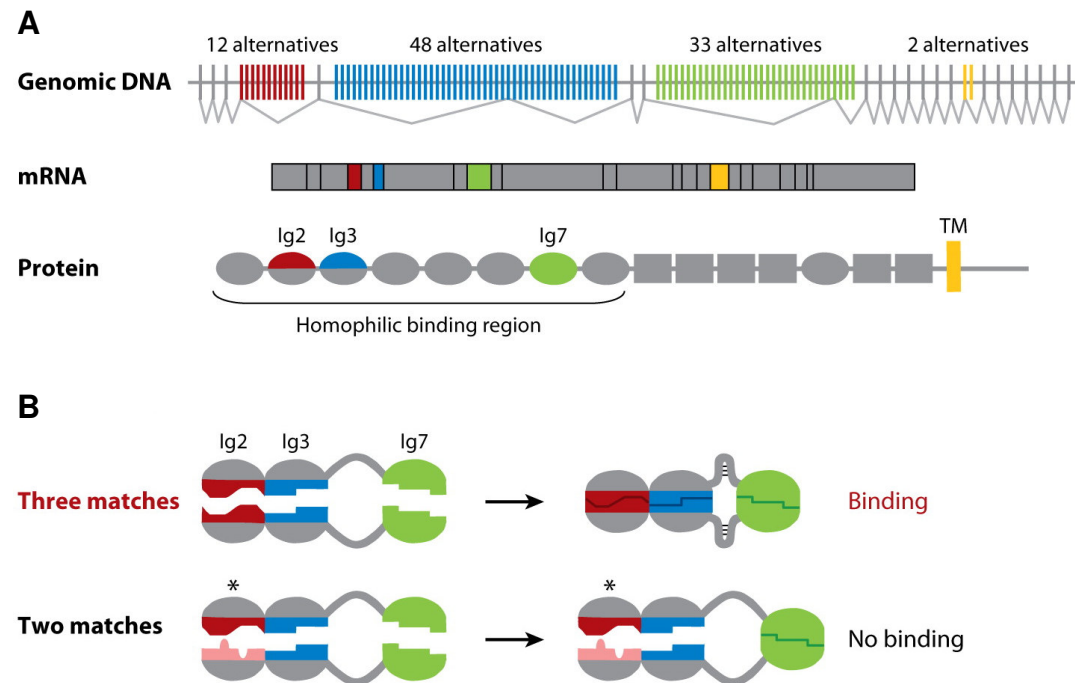 A
12 alternatives 48 alternatives 33 alternatives 2 alternatives
Genomic DNA
mRNA
Ig2 Ig3 Ig7 TM
Protein
Homophilic binding region
B
Ig2 Ig3 Ig7
Three matches Binding
* *
Two matches No binding